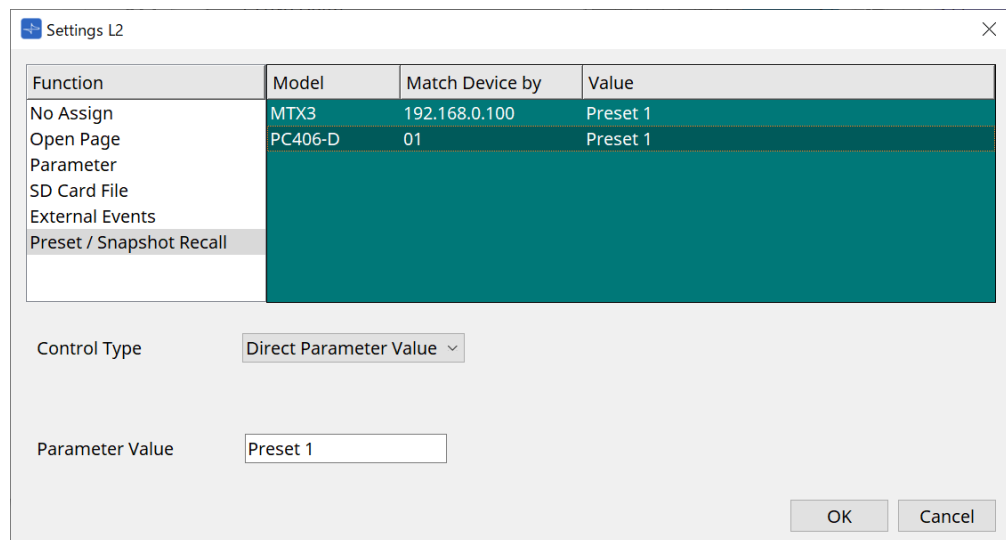 Settings L2
Function Model Match Device by Value
No Assign MTX3 192.168.0.100 Preset 1
Open Page PC406-D 01 Preset 1
Parameter
SD Card File
External Events
Preset / Snapshot Recall
Control Type Direct Parameter Value
Parameter Value Preset 1
OK Cancel